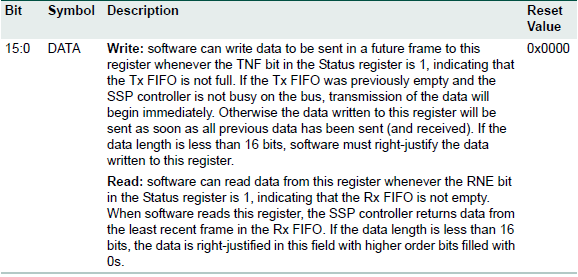 Bit Symbol Description Reset
Value
15:0 DATA Write: software can write data to be sent in a future frame to this 0x0000
register whenever the TNF bit in the Status register is 1, indicating that
the Tx FIFO is not full. If the Tx FIFO was previously empty and the
SSP controller is not busy on the bus, transmission of the data will
begin immediately. Otherwise the data written to this register will be
sent as soon as all previous data has been sent (and received). If the
data length is less than 16 bits, software must right-justify the data
written to this register.
Read: software can read data from this register whenever the RNE bit
in the Status register is 1, indicating that the Rx FIFO is not empty.
When software reads this register, the SSP controller returns data from
the least recent frame in the Rx FIFO. If the data length is less than 16
bits, the data is right-justified in this field with higher order bits filled with
0s.